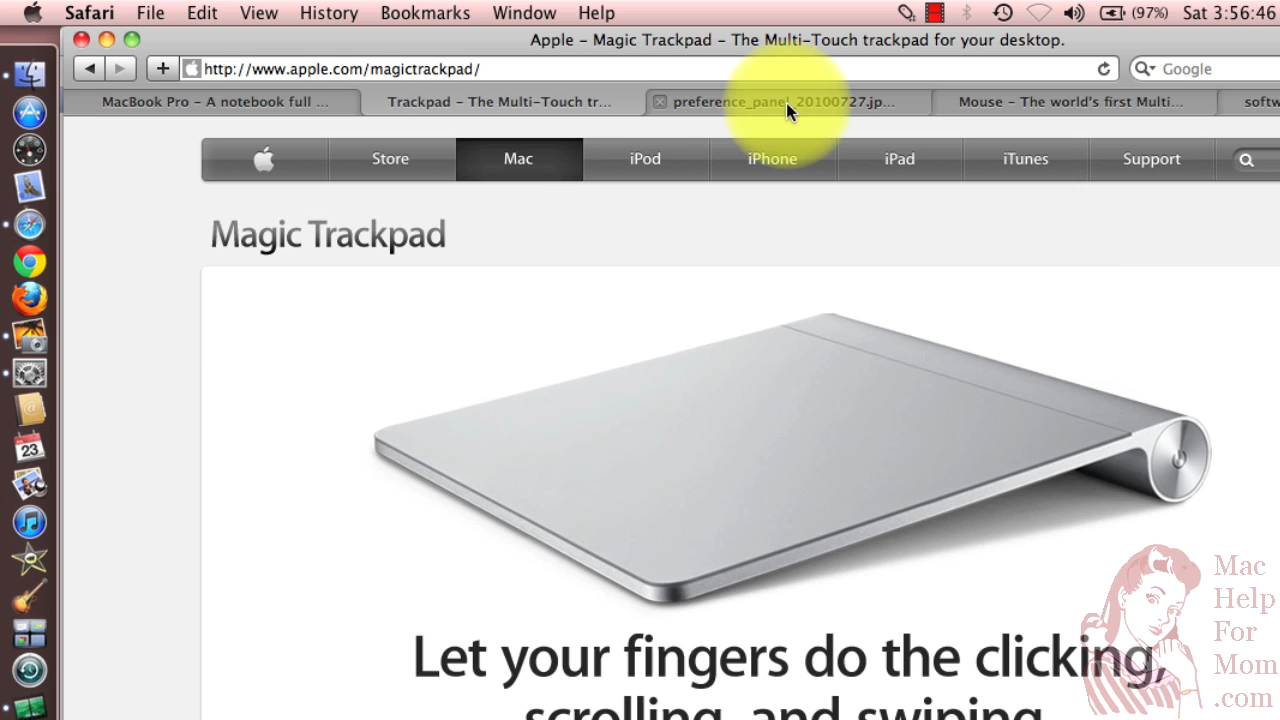 Safari File Edit View History Bookmarks Window Help (97%) Sat 3:56:46
Apple – Magic Trackpad – The Multi-Touch trackpad for your desktop.
http://www.apple.com/magictrackpad/ Google
MacBook Pro – A notebook full ... Trackpad – The Multi-Touch tr... preference_panel_20100727.jp... Mouse – The world's first Multi... softw
Store Mac iPod iPhone iPad iTunes Support
Magic Trackpad
23
Let your fingers do the clicking,
scrolling, and swiping.
Mac
Help
For
Mom
.com